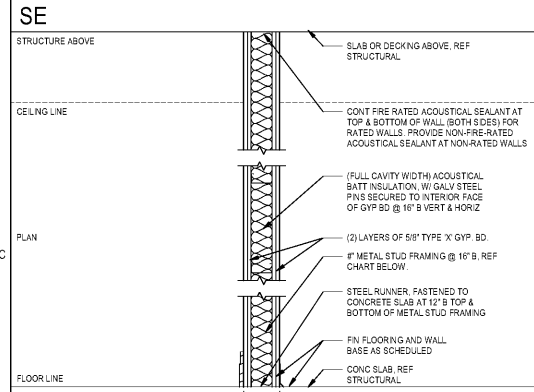 SE
STRUCTURE ABOVE
SLAB OR DECKING ABOVE, REF
STRUCTURAL
CEILING LINE
CONT FIRE RATED ACOUSTICAL SEALANT AT
TOP & BOTTOM OF WALL (BOTH SIDES) FOR
RATED WALLS. PROVIDE NON-FIRE-RATED
ACOUSTICAL SEALANT AT NON-RATED WALLS
(FULL CAVITY WIDTH) ACOUSTICAL
BATT INSULATION, W/ GALV STEEL
PINS SECURED TO INTERIOR FACE
OF GYP BD @ 16" B VERT & HORIZ
PLAN
(2) LAYERS OF 5/8" TYPE 'X' GYP. BD.
#" METAL STUD FRAMING @ 16" B, REF
CHART BELOW.
STEEL RUNNER, FASTENED TO
CONCRETE SLAB AT 12" B TOP &
BOTTOM OF METAL STUD FRAMING
FIN FLOORING AND WALL
BASE AS SCHEDULED
FLOOR LINE
CONC SLAB, REF
STRUCTURAL